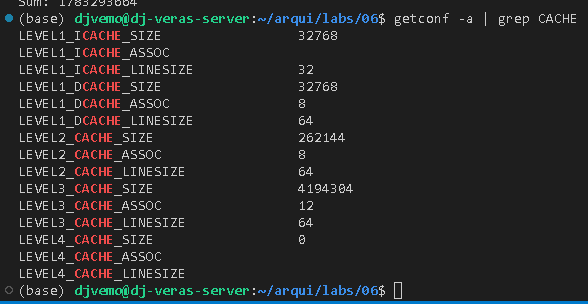 Sum: 1783293664
(base) djvemo@dj-veras-server:~/arqui/labs/06$ getconf -a | grep CACHE
LEVEL1_ICACHE_SIZE                 32768
LEVEL1_ICACHE_ASSOC
LEVEL1_ICACHE_LINESIZE             32
LEVEL1_DCACHE_SIZE                 32768
LEVEL1_DCACHE_ASSOC                8
LEVEL1_DCACHE_LINESIZE             64
LEVEL2_CACHE_SIZE                  262144
LEVEL2_CACHE_ASSOC                 8
LEVEL2_CACHE_LINESIZE              64
LEVEL3_CACHE_SIZE                  4194304
LEVEL3_CACHE_ASSOC                 12
LEVEL3_CACHE_LINESIZE              64
LEVEL4_CACHE_SIZE                  0
LEVEL4_CACHE_ASSOC
LEVEL4_CACHE_LINESIZE
(base) djvemo@dj-veras-server:~/arqui/labs/06$